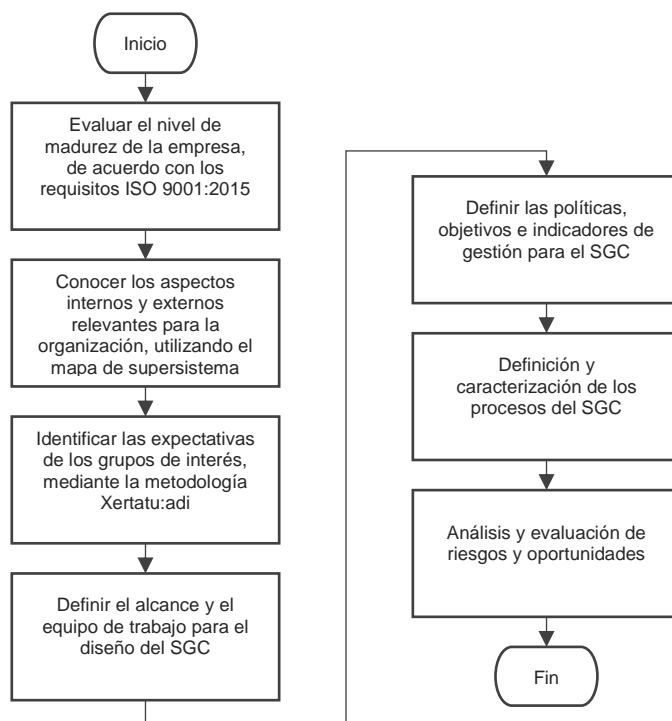 Inicio
Evaluar el nivel de
madurez de la empresa,
de acuerdo con los
requisitos ISO 9001:2015
Conocer los aspectos
internos y externos
relevantes para la
organización, utilizando el
mapa de supersistema
Identificar las expectativas
de los grupos de interés,
mediante la metodología
Xertatu:adi
Definir el alcance y el
equipo de trabajo para el
diseño del SGC
Definir las políticas,
objetivos e indicadores de
gestión para el SGC
Definición y
caracterización de los
procesos del SGC
Análisis y evaluación de
riesgos y oportunidades
Fin